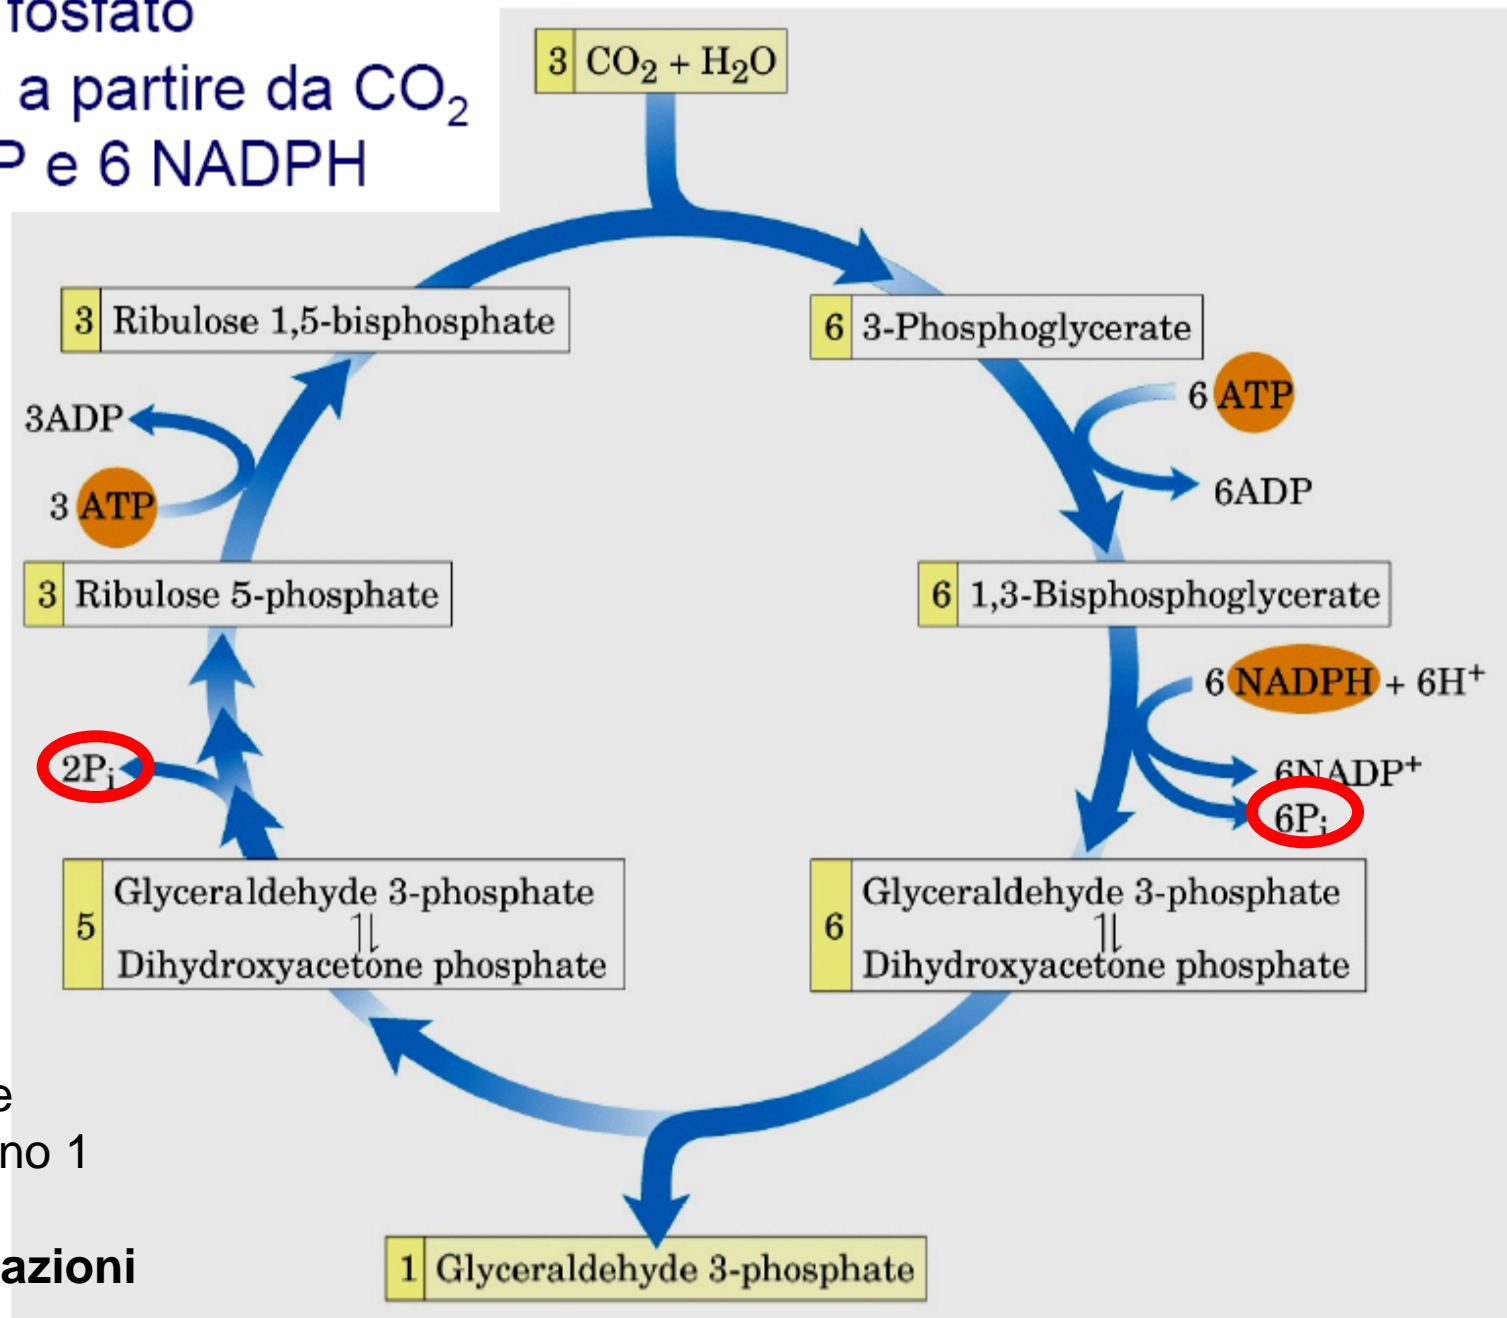 fosfato
a partire da CO₂
P e 6 NADPH
3 CO₂ + H₂O
3 Ribulose 1,5-bisphosphate
6 3-Phosphoglycerate
6 ATP
6ADP
3ADP
3 ATP
3 Ribulose 5-phosphate
6 1,3-Bisphosphoglycerate
6 NADPH + 6H⁺
6NADP⁺
6Pᵢ
2Pᵢ
5 Glyceraldehyde 3-phosphate
⥮
Dihydroxyacetone phosphate
6 Glyceraldehyde 3-phosphate
⥮
Dihydroxyacetone phosphate
e
no 1
azioni
1 Glyceraldehyde 3-phosphate